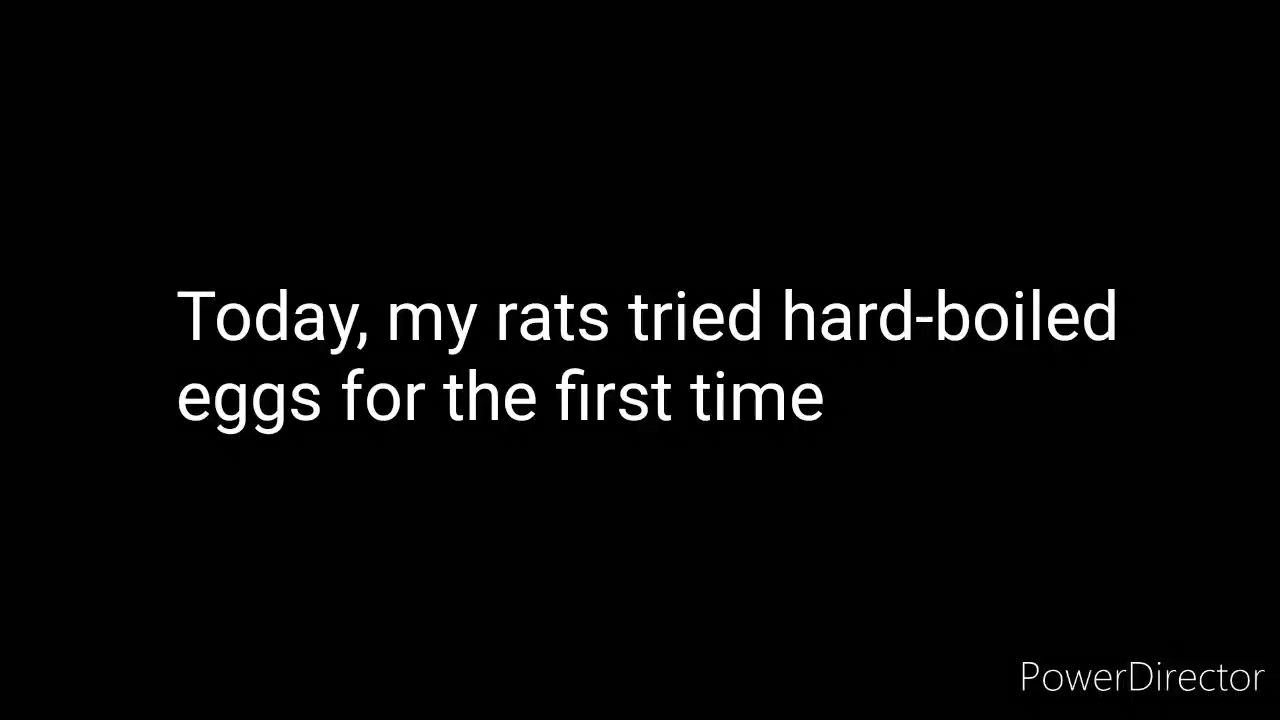 Today, my rats tried hard-boiled
eggs for the first time
PowerDirector